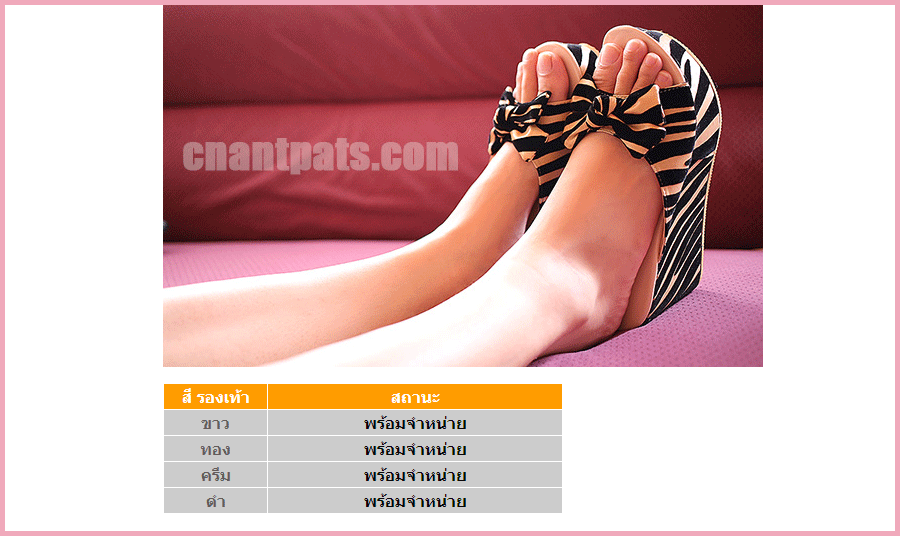 cnantpats.com
สี รองเท้า สถานะ
ขาว พร้อมจำหน่าย
ทอง พร้อมจำหน่าย
ครีม พร้อมจำหน่าย
ดำ พร้อมจำหน่าย